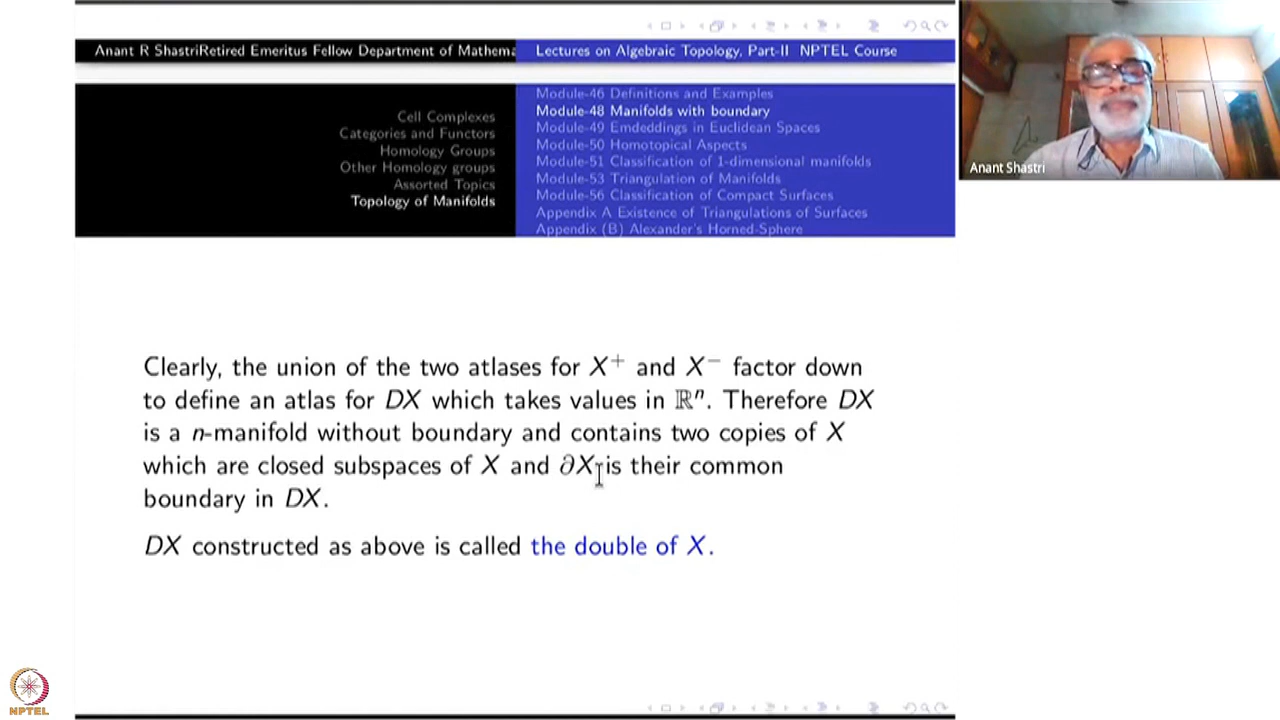 Anant R ShastriRetired Emeritus Fellow Department of Mathema
Lectures on Algebraic Topology, Part-II NPTEL Course
Cell Complexes
Categories and Functors
Homology Groups
Other Homology groups
Assorted Topics
Topology of Manifolds
Module-46 Definitions and Examples
Module-48 Manifolds with boundary
Module-49 Emdeddings in Euclidean Spaces
Module-50 Homotopical Aspects
Module-51 Classification of 1-dimensional manifolds
Module-53 Triangulation of Manifolds
Module-56 Classification of Compact Surfaces
Appendix A Existence of Triangulations of Surfaces
Appendix (B) Alexander's Horned-Sphere
Anant Shastri
Clearly, the union of the two atlases for X⁺ and X⁻ factor down
to define an atlas for DX which takes values in ℝⁿ. Therefore DX
is a n-manifold without boundary and contains two copies of X
which are closed subspaces of X and ∂X is their common
boundary in DX.
DX constructed as above is called the double of X.
NPTEL